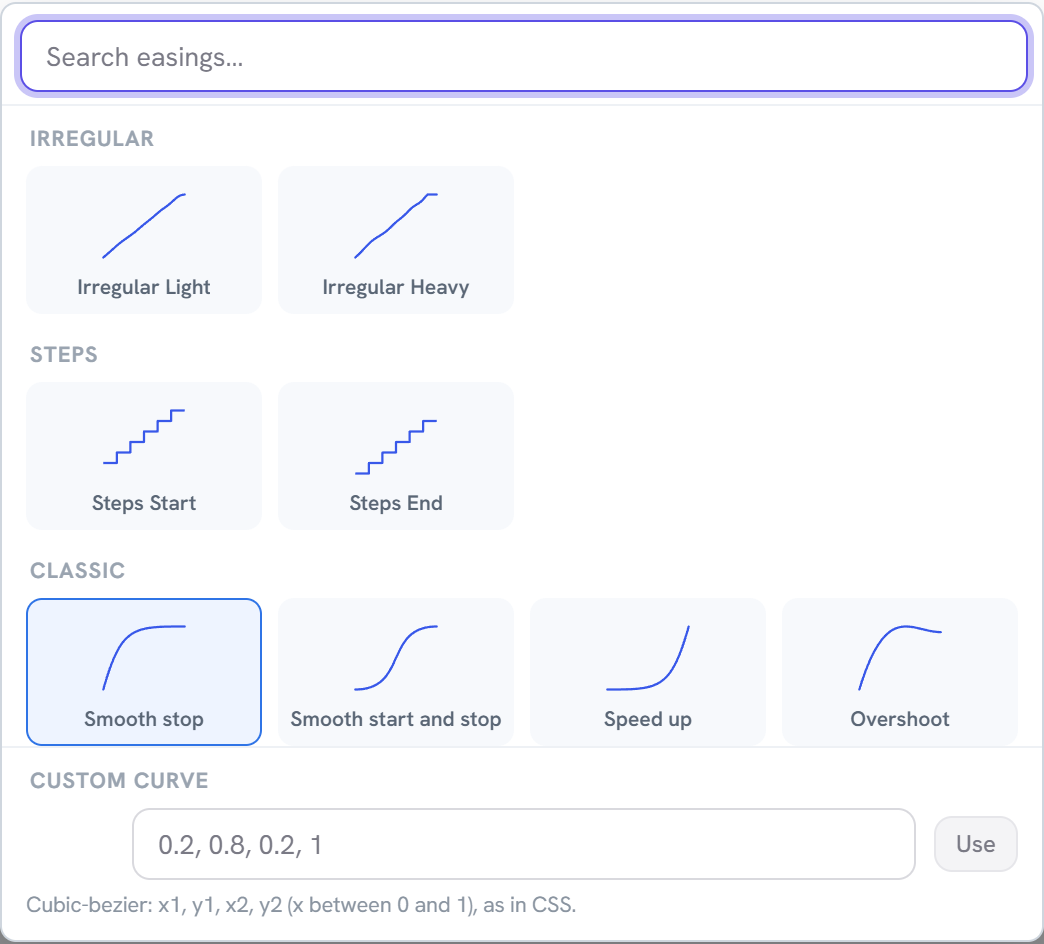 Search easings...
IRREGULAR
Irregular Light
Irregular Heavy
STEPS
Steps Start
Steps End
CLASSIC
Smooth stop
Smooth start and stop
Speed up
Overshoot
CUSTOM CURVE
0.2, 0.8, 0.2, 1
Use
Cubic-bezier: x1, y1, x2, y2 (x between 0 and 1), as in CSS.